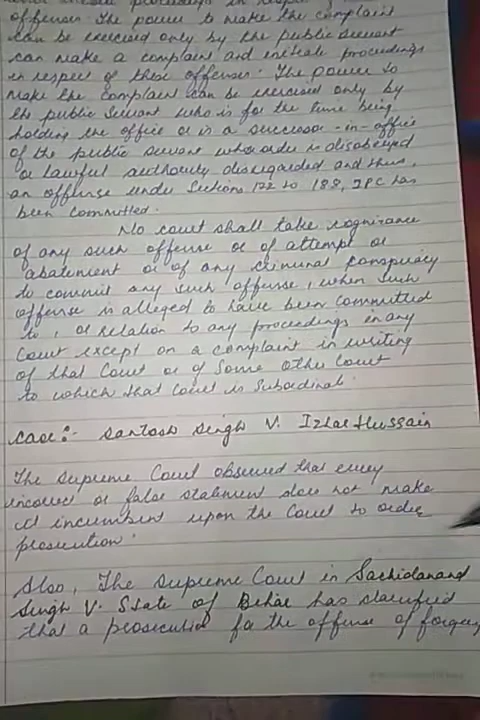 offenses. The power to make the complaint
can be exercised only by the public servant
can make a complaint and initiate proceedings
in respect of these offenses. The power to
make the complaint can be exercised only by
the public servant who is for the time being
holding the office or is a successor-in-office
of the public servant whose order is disobeyed
or lawful authority disregarded and thus,
an offense under Sections 172 to 188, IPC has
been committed.
No court shall take cognizance
of any such offense or of attempt or
abatement or of any criminal conspiracy
to commit any such offense, when such
offense is alleged to have been committed
to, or relation to any proceedings in any
Court except on a complaint in writing
of that Court or of some other Court
to which that Court is Subordinate.
Case:- Santosh Singh V. Izhar Hussain
The Supreme Court observed that every
incorrect or false statement does not make
it incumbent upon the Court to order
prosecution.
Also, The Supreme Court in Sachidanand
Singh V. State of Bihar has clarified
that a prosecution for the offense of forgery